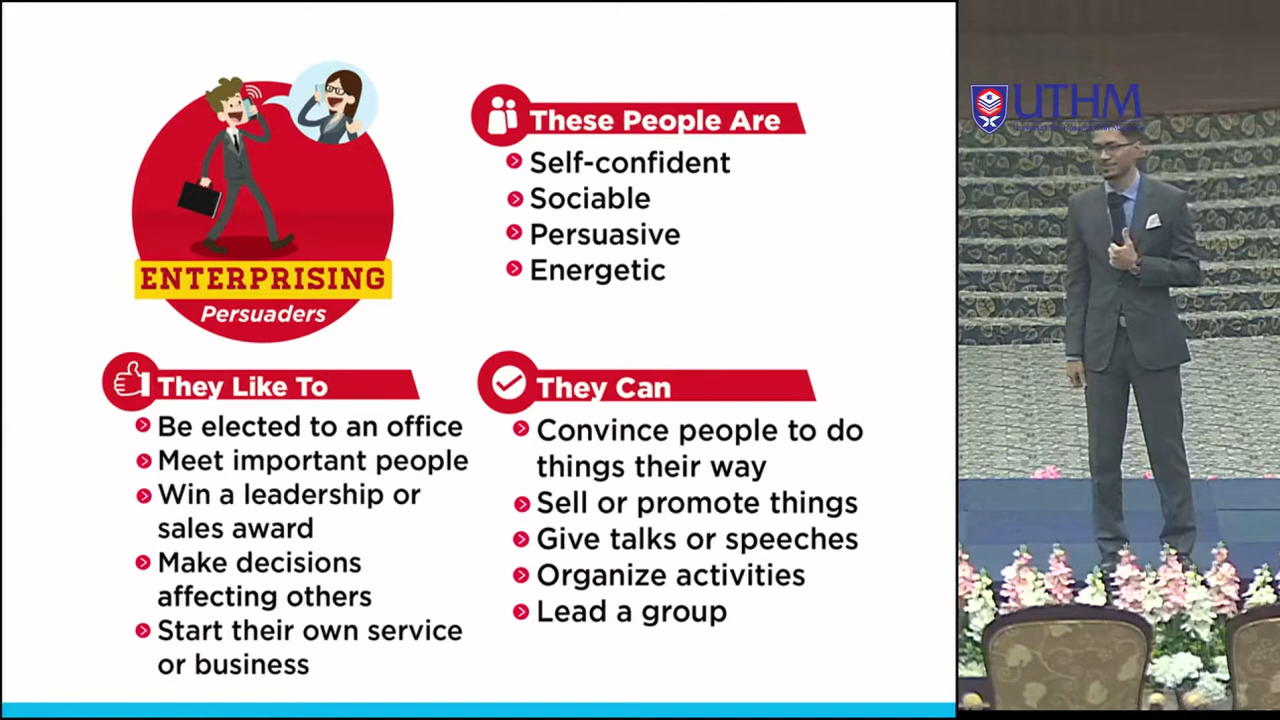 ENTERPRISING
Persuaders
These People Are
Self-confident
Sociable
Persuasive
Energetic
They Like To
Be elected to an office
Meet important people
Win a leadership or
sales award
Make decisions
affecting others
Start their own service
or business
They Can
Convince people to do
things their way
Sell or promote things
Give talks or speeches
Organize activities
Lead a group
UTHM